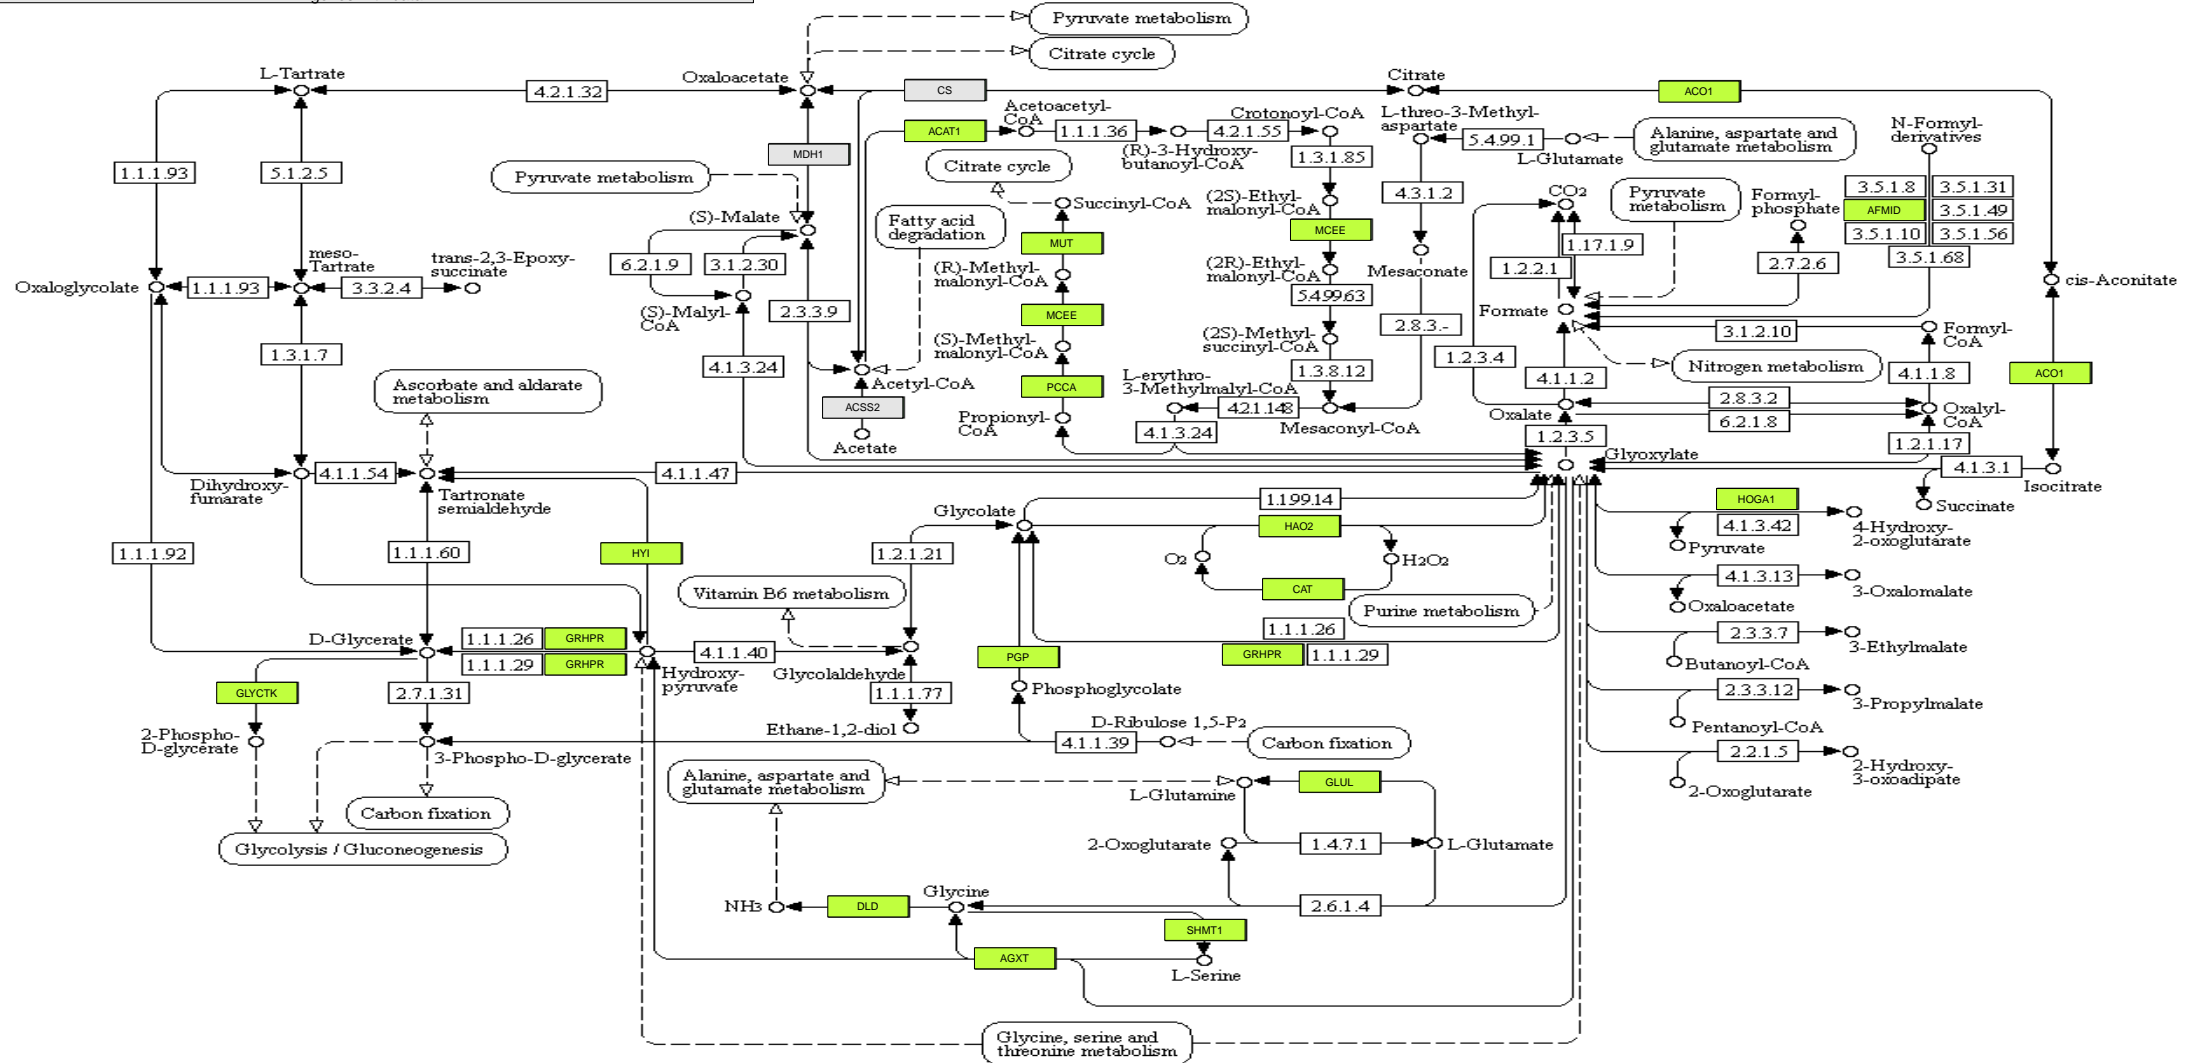 Pyruvate metabolism
Citrate cycle
L-Tartrate
Oxaloacetate
Citrate
4.2.1.32
CS
ACO1
Acetoacetyl-
CoA
Crotonoyl-CoA
L-threo-3-Methyl-
aspartate
N-Formyl-
derivatives
ACAT1
1.1.1.36
4.2.1.55
5.4.99.1
Alanine, aspartate and
glutamate metabolism
(R)-3-Hydroxy-
butanoyl-CoA
L-Glutamate
MDH1
1.3.1.85
1.1.1.93
5.1.2.5
Pyruvate metabolism
Citrate cycle
4.3.1.2
CO2
Pyruvate
metabolism
Formyl-
phosphate
3.5.1.8
3.5.1.31
AFMID
3.5.1.49
3.5.1.10
3.5.1.56
3.5.1.68
(S)-Malate
Fatty acid
degradation
Succinyl-CoA
(2S)-Ethyl-
malonyl-CoA
MUT
MCEE
1.17.1.9
1.2.2.1
2.7.2.6
meso-
Tartrate
trans-2,3-Epoxy-
succinate
6.2.1.9
3.1.2.30
(R)-Methyl-
malonyl-CoA
(2R)-Ethyl-
malonyl-CoA
Mesaconate
Oxaloglycolate
1.1.1.93
3.3.2.4
cis-Aconitate
(S)-Malyl-
CoA
2.3.3.9
MCEE
5.4.99.63
Formate
2.8.3.-
3.1.2.10
Formyl-
CoA
1.3.1.7
(S)-Methyl-
malonyl-CoA
(2S)-Methyl-
succinyl-CoA
1.2.3.4
Nitrogen metabolism
4.1.3.24
Acetyl-CoA
PCCA
L-erythro-
3-Methylmalyl-CoA
1.3.8.12
4.1.1.2
4.1.1.8
ACO1
Ascorbate and aldarate
metabolism
ACSS2
Propionyl-
CoA
4.2.1.148
Mesaconyl-CoA
4.1.3.24
Oxalate
2.8.3.2
6.2.1.8
Oxalyl-
CoA
Acetate
1.2.3.5
1.2.1.17
Glyoxylate
4.1.3.1
Isocitrate
Succinate
Dihydroxy-
fumarate
4.1.1.54
Tartronate
semialdehyde
4.1.1.47
Glycolate
1.1.99.14
HOGA1
4.1.3.42
4-Hydroxy-
2-oxoglutarate
Pyruvate
HAO2
O2
H2O2
CAT
1.1.1.92
1.1.1.60
HYI
1.2.1.21
4.1.3.13
3-Oxalomalate
Oxaloacetate
Vitamin B6 metabolism
Purine metabolism
D-Glycerate
1.1.1.26
GRHPR
1.1.1.29
GRHPR
Hydroxy-
pyruvate
4.1.1.40
Glycolaldehyde
PGP
1.1.1.26
GRHPR
1.1.1.29
2.3.3.7
3-Ethylmalate
Butanoyl-CoA
GLYCTK
2.7.1.31
1.1.1.77
Phosphoglycolate
2.3.3.12
3-Propylmalate
Pentanoyl-CoA
2-Phospho-
D-glycerate
Ethane-1,2-diol
D-Ribulose 1,5-P2
4.1.1.39
Carbon fixation
3-Phospho-D-glycerate
2.2.1.5
2-Hydroxy-
3-oxoadipate
2-Oxoglutarate
Alanine, aspartate and
glutamate metabolism
L-Glutamine
GLUL
Carbon fixation
Glycolysis / Gluconeogenesis
2-Oxoglutarate
1.4.7.1
L-Glutamate
NH3
DLD
Glycine
2.6.1.4
SHMT1
AGXT
L-Serine
Glycine, serine and
threonine metabolism